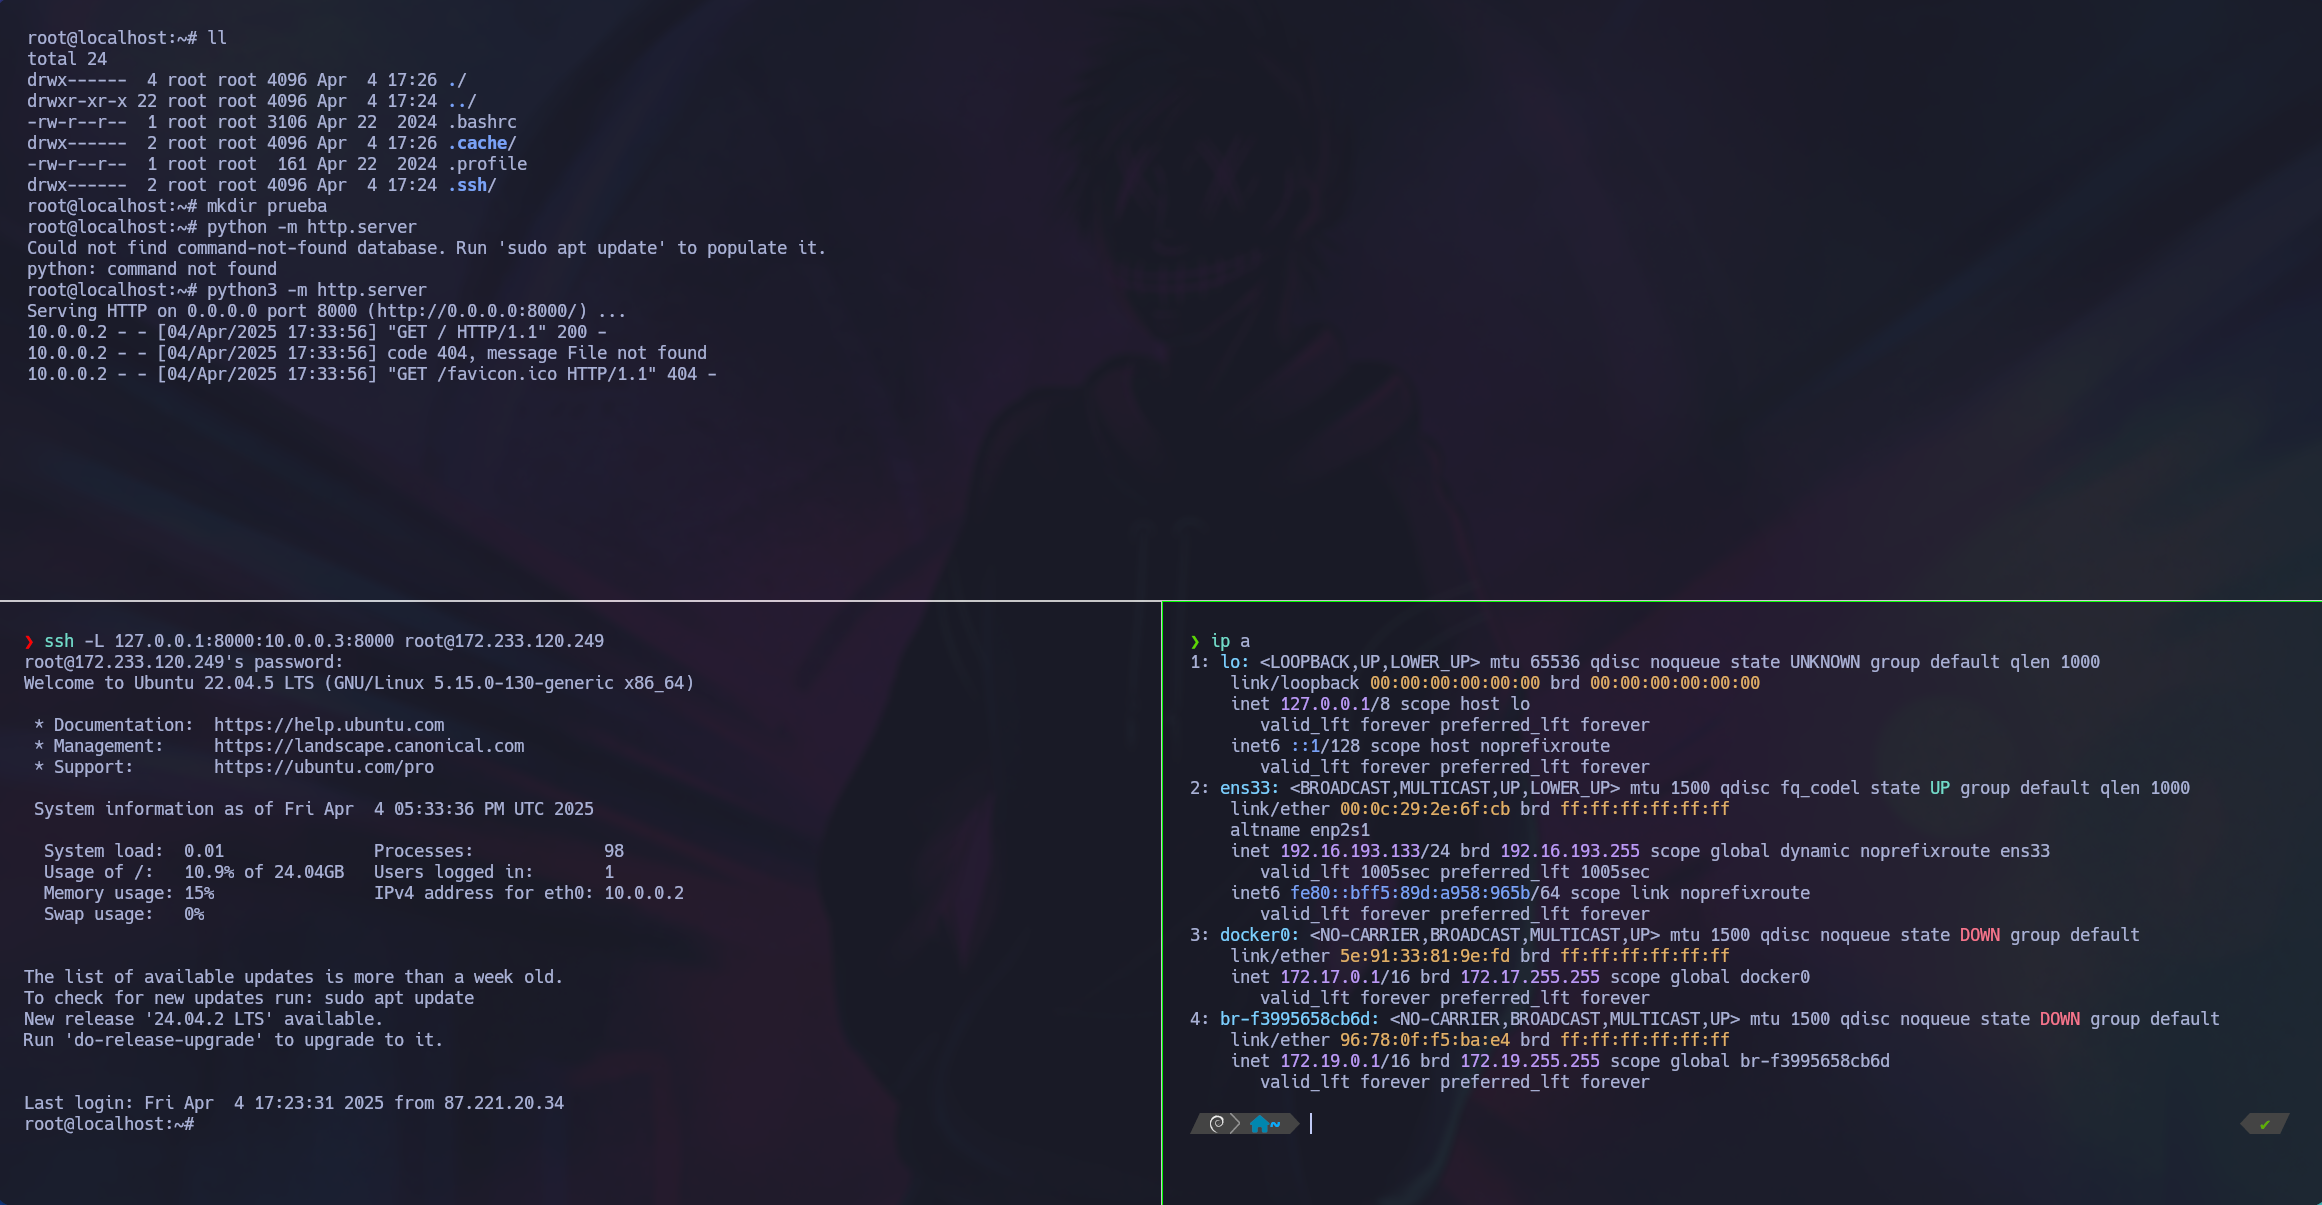 root@localhost:~# ll
total 24
drwx------  4 root root 4096 Apr  4 17:26 ./
drwxr-xr-x 22 root root 4096 Apr  4 17:24 ../
-rw-r--r--  1 root root 3106 Apr 22  2024 .bashrc
drwx------  2 root root 4096 Apr  4 17:26 .cache/
-rw-r--r--  1 root root  161 Apr 22  2024 .profile
drwx------  2 root root 4096 Apr  4 17:24 .ssh/
root@localhost:~# mkdir prueba
root@localhost:~# python -m http.server
Could not find command-not-found database. Run 'sudo apt update' to populate it.
python: command not found
root@localhost:~# python3 -m http.server
Serving HTTP on 0.0.0.0 port 8000 (http://0.0.0.0:8000/) ...
10.0.0.2 - - [04/Apr/2025 17:33:56] "GET / HTTP/1.1" 200 -
10.0.0.2 - - [04/Apr/2025 17:33:56] code 404, message File not found
10.0.0.2 - - [04/Apr/2025 17:33:56] "GET /favicon.ico HTTP/1.1" 404 -
❯ ssh -L 127.0.0.1:8000:10.0.0.3:8000 root@172.233.120.249
root@172.233.120.249's password:
Welcome to Ubuntu 22.04.5 LTS (GNU/Linux 5.15.0-130-generic x86_64)
 * Documentation:  https://help.ubuntu.com
 * Management:     https://landscape.canonical.com
 * Support:        https://ubuntu.com/pro
 System information as of Fri Apr  4 05:33:36 PM UTC 2025
  System load:  0.01               Processes:             98
  Usage of /:   10.9% of 24.04GB   Users logged in:       1
  Memory usage: 15%                IPv4 address for eth0: 10.0.0.2
  Swap usage:   0%
The list of available updates is more than a week old.
To check for new updates run: sudo apt update
New release '24.04.2 LTS' available.
Run 'do-release-upgrade' to upgrade to it.
Last login: Fri Apr  4 17:23:31 2025 from 87.221.20.34
root@localhost:~#
❯ ip a
1: lo: <LOOPBACK,UP,LOWER_UP> mtu 65536 qdisc noqueue state UNKNOWN group default qlen 1000
    link/loopback 00:00:00:00:00:00 brd 00:00:00:00:00:00
    inet 127.0.0.1/8 scope host lo
       valid_lft forever preferred_lft forever
    inet6 ::1/128 scope host noprefixroute
       valid_lft forever preferred_lft forever
2: ens33: <BROADCAST,MULTICAST,UP,LOWER_UP> mtu 1500 qdisc fq_codel state UP group default qlen 1000
    link/ether 00:0c:29:2e:6f:cb brd ff:ff:ff:ff:ff:ff
    altname enp2s1
    inet 192.16.193.133/24 brd 192.16.193.255 scope global dynamic noprefixroute ens33
       valid_lft 1005sec preferred_lft 1005sec
    inet6 fe80::bff5:89d:a958:965b/64 scope link noprefixroute
       valid_lft forever preferred_lft forever
3: docker0: <NO-CARRIER,BROADCAST,MULTICAST,UP> mtu 1500 qdisc noqueue state DOWN group default
    link/ether 5e:91:33:81:9e:fd brd ff:ff:ff:ff:ff:ff
    inet 172.17.0.1/16 brd 172.17.255.255 scope global docker0
       valid_lft forever preferred_lft forever
4: br-f3995658cb6d: <NO-CARRIER,BROADCAST,MULTICAST,UP> mtu 1500 qdisc noqueue state DOWN group default
    link/ether 96:78:0f:f5:ba:e4 brd ff:ff:ff:ff:ff:ff
    inet 172.19.0.1/16 brd 172.19.255.255 scope global br-f3995658cb6d
       valid_lft forever preferred_lft forever
~ ✔